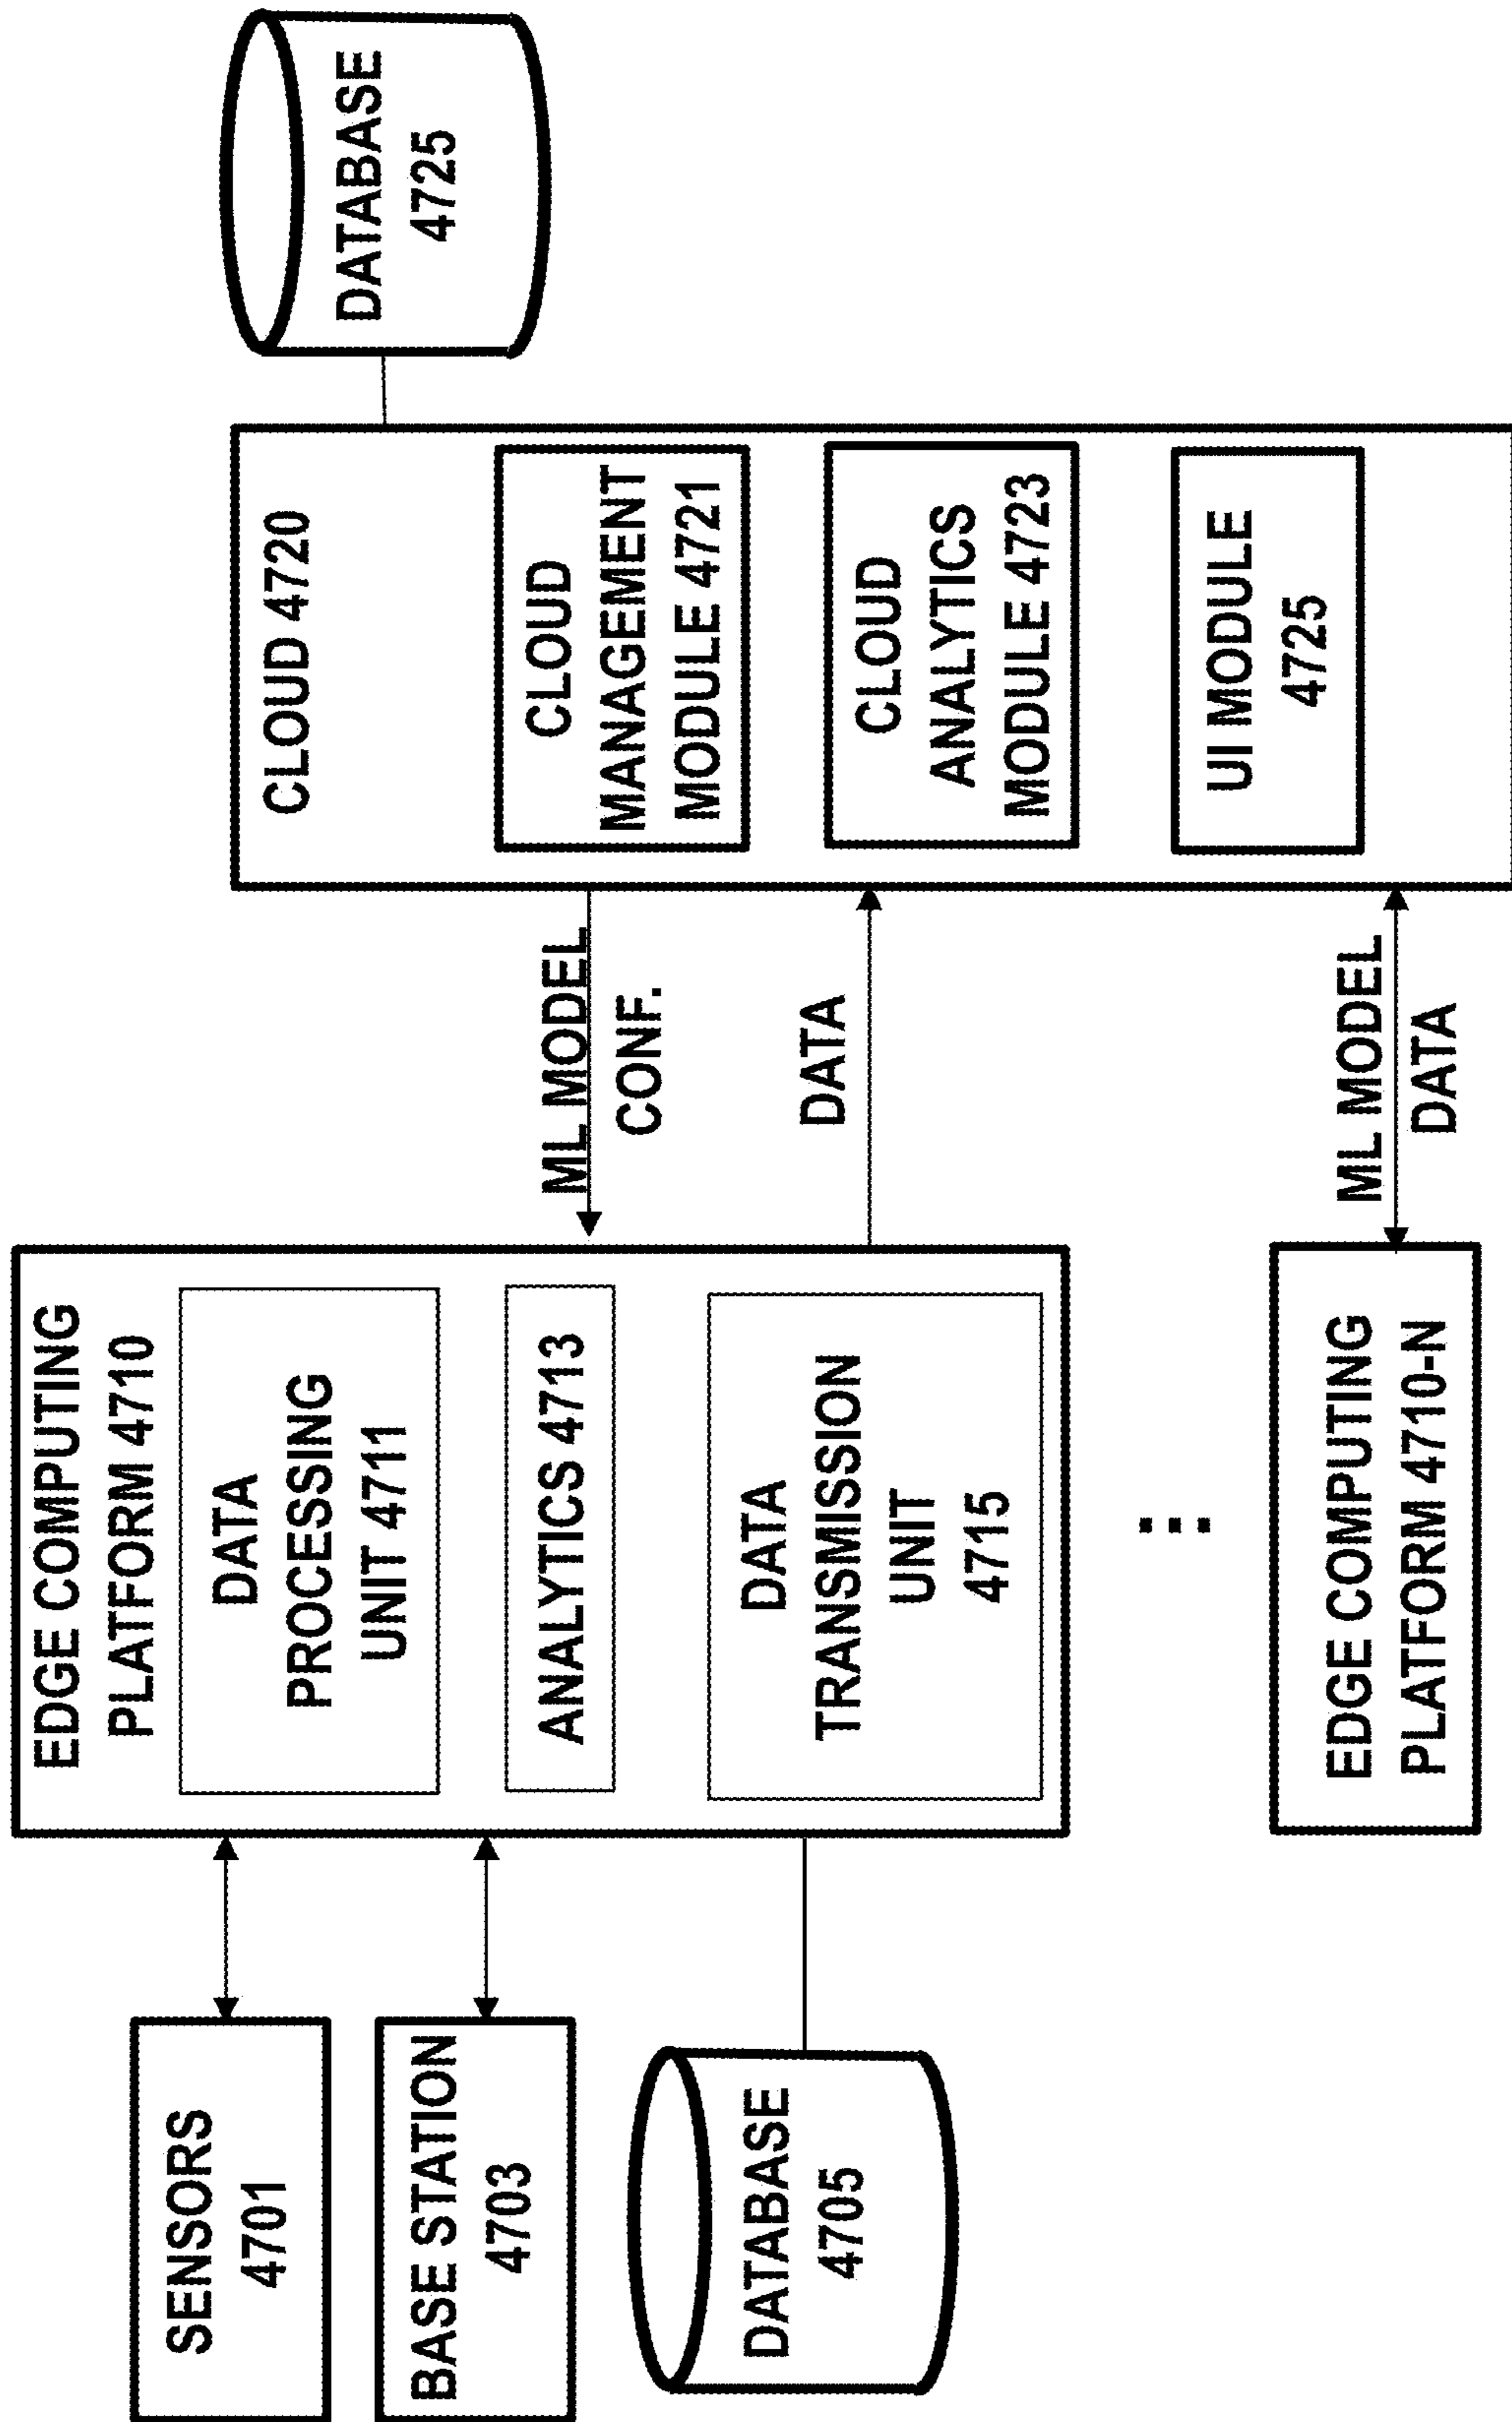 SENSORS
4701
BASE STATION
4703
DATABASE
4705
EDGE COMPUTING
PLATFORM 4710
DATA
PROCESSING
UNIT 4711
ANALYTICS 4713
DATA
TRANSMISSION
UNIT
4715
...
EDGE COMPUTING
PLATFORM 4710-N
ML MODEL
CONF.
DATA
ML MODEL
DATA
CLOUD 4720
CLOUD
MANAGEMENT
MODULE 4721
CLOUD
ANALYTICS
MODULE 4723
UI MODULE
4725
DATABASE
4725